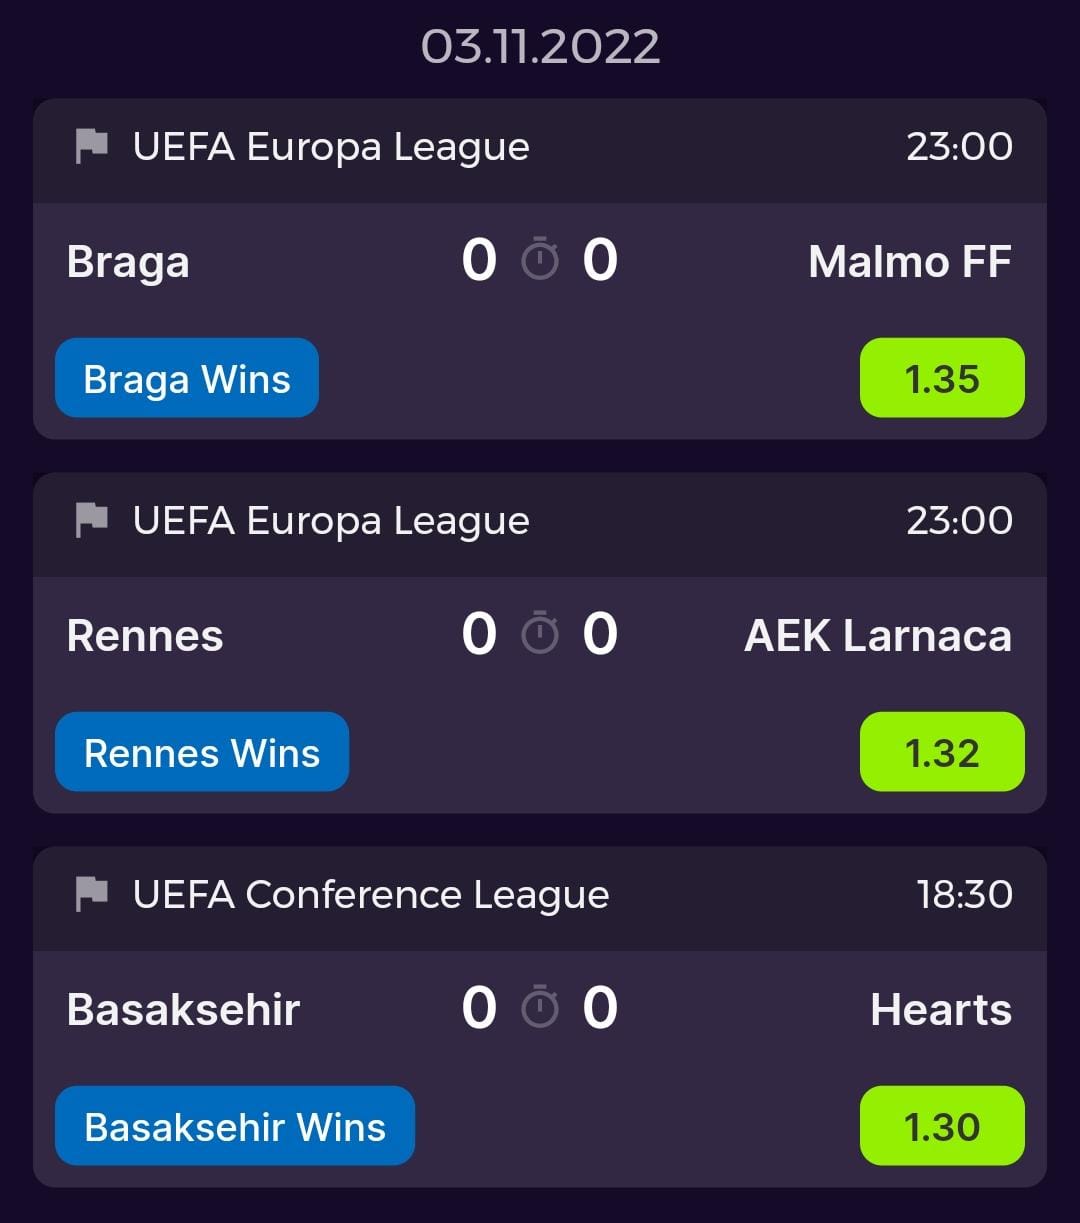 03.11.2022
UEFA Europa League 23:00
Braga 0 0 Malmo FF
Braga Wins 1.35
UEFA Europa League 23:00
Rennes 0 0 AEK Larnaca
Rennes Wins 1.32
UEFA Conference League 18:30
Basaksehir 0 0 Hearts
Basaksehir Wins 1.30